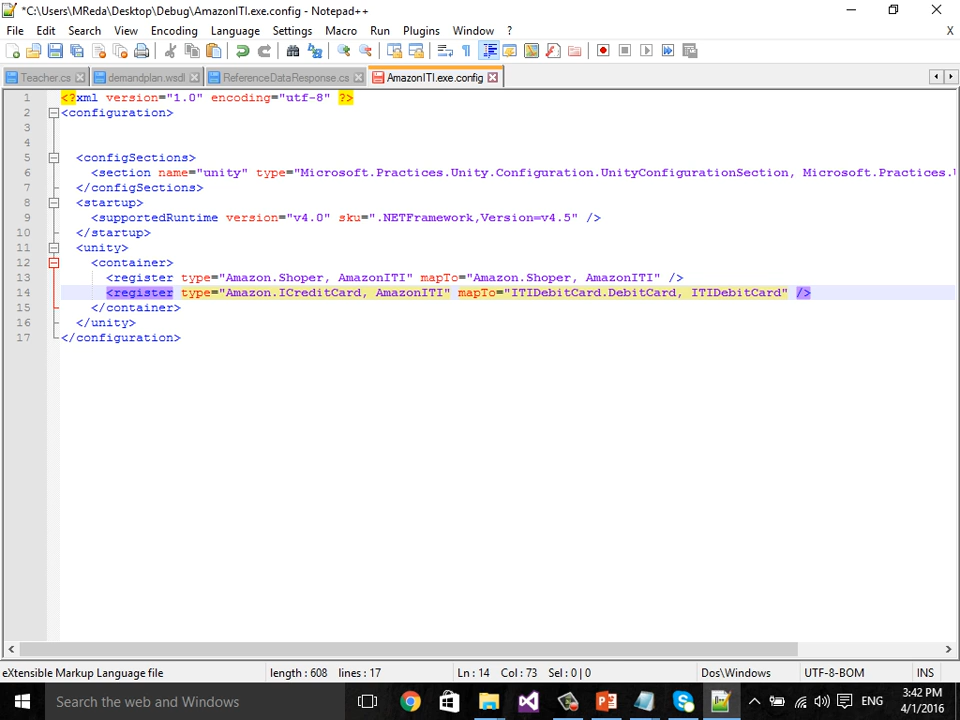 *C:\Users\MReda\Desktop\Debug\AmazonITI.exe.config - Notepad++
File Edit Search View Encoding Language Settings Macro Run Plugins Window ? X
Teacher.cs demandplan.wsdl ReferenceDataResponse.cs AmazonITI.exe.config
1 <?xml version="1.0" encoding="utf-8" ?>
2 <configuration>
3
4
5 <configSections>
6 <section name="unity" type="Microsoft.Practices.Unity.Configuration.UnityConfigurationSection, Microsoft.Practices.
7 </configSections>
8 <startup>
9 <supportedRuntime version="v4.0" sku=".NETFramework,Version=v4.5" />
10 </startup>
11 <unity>
12 <container>
13 <register type="Amazon.Shoper, AmazonITI" mapTo="Amazon.Shoper, AmazonITI" />
14 <register type="Amazon.ICreditCard, AmazonITI" mapTo="ITIDebitCard.DebitCard, ITIDebitCard" />
15 </container>
16 </unity>
17 </configuration>
eXtensible Markup Language file length : 608 lines : 17 Ln : 14 Col : 73 Sel : 0 | 0 Dos\Windows UTF-8-BOM INS
Search the web and Windows ENG 3:42 PM
4/1/2016